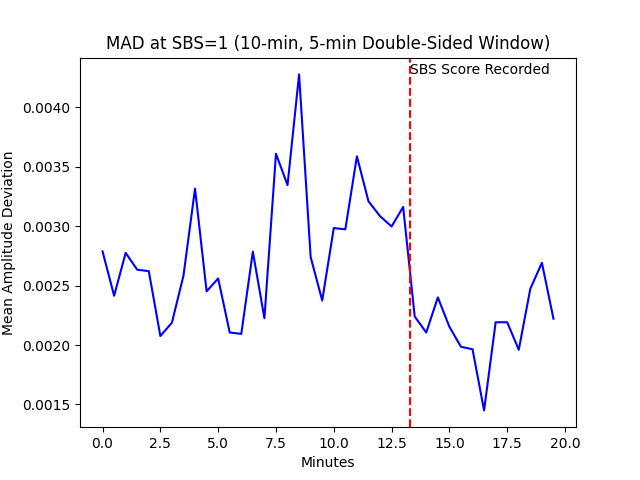 MAD at SBS=1 (10-min, 5-min Double-Sided Window)
SBS Score Recorded
0.0040
0.0035
0.0030
0.0025
0.0020
0.0015
Mean Amplitude Deviation
0.0 2.5 5.0 7.5 10.0 12.5 15.0 17.5 20.0
Minutes